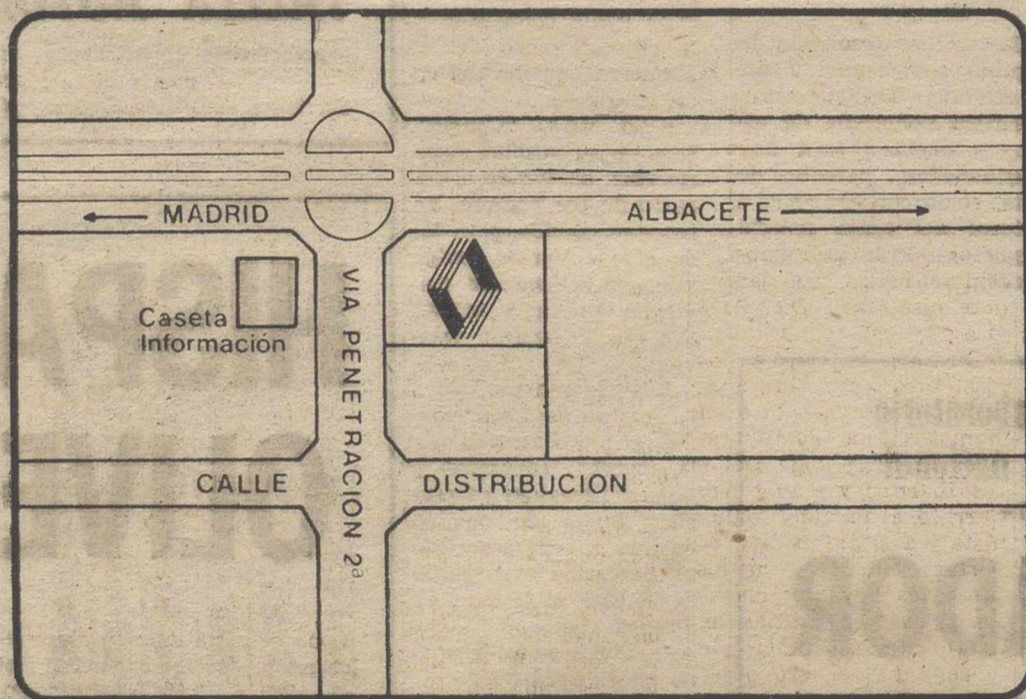 MADRID
ALBACETE
Caseta
Información
VIA PENETRACION 2ª
CALLE DISTRIBUCION